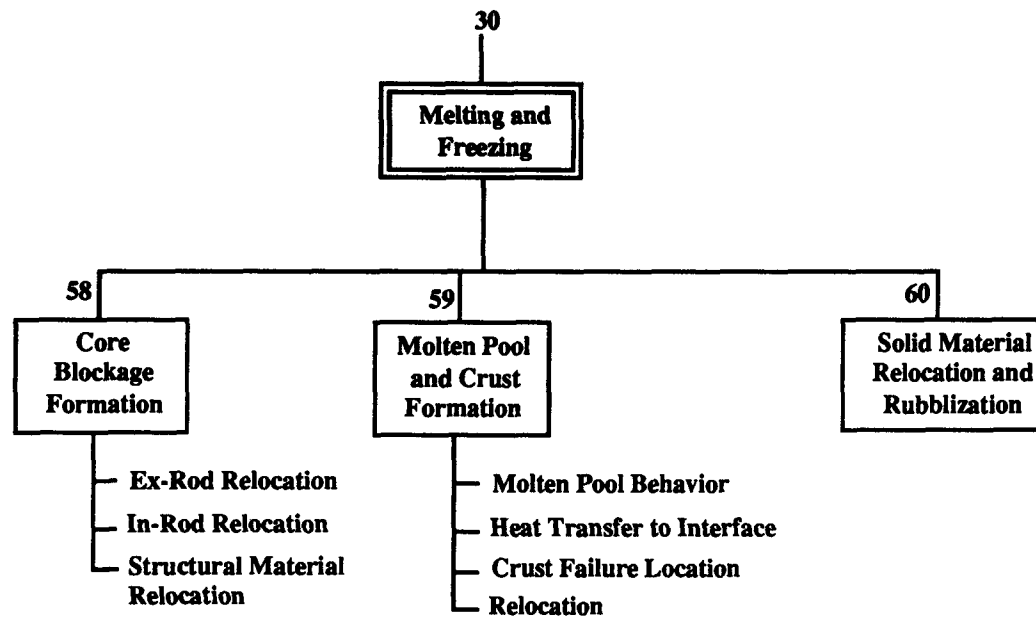 30
Melting and
Freezing
58
59
60
Core
Blockage
Formation
Molten Pool
and Crust
Formation
Solid Material
Relocation and
Rubblization
Ex-Rod Relocation
In-Rod Relocation
Structural Material
Relocation
Molten Pool Behavior
Heat Transfer to Interface
Crust Failure Location
Relocation